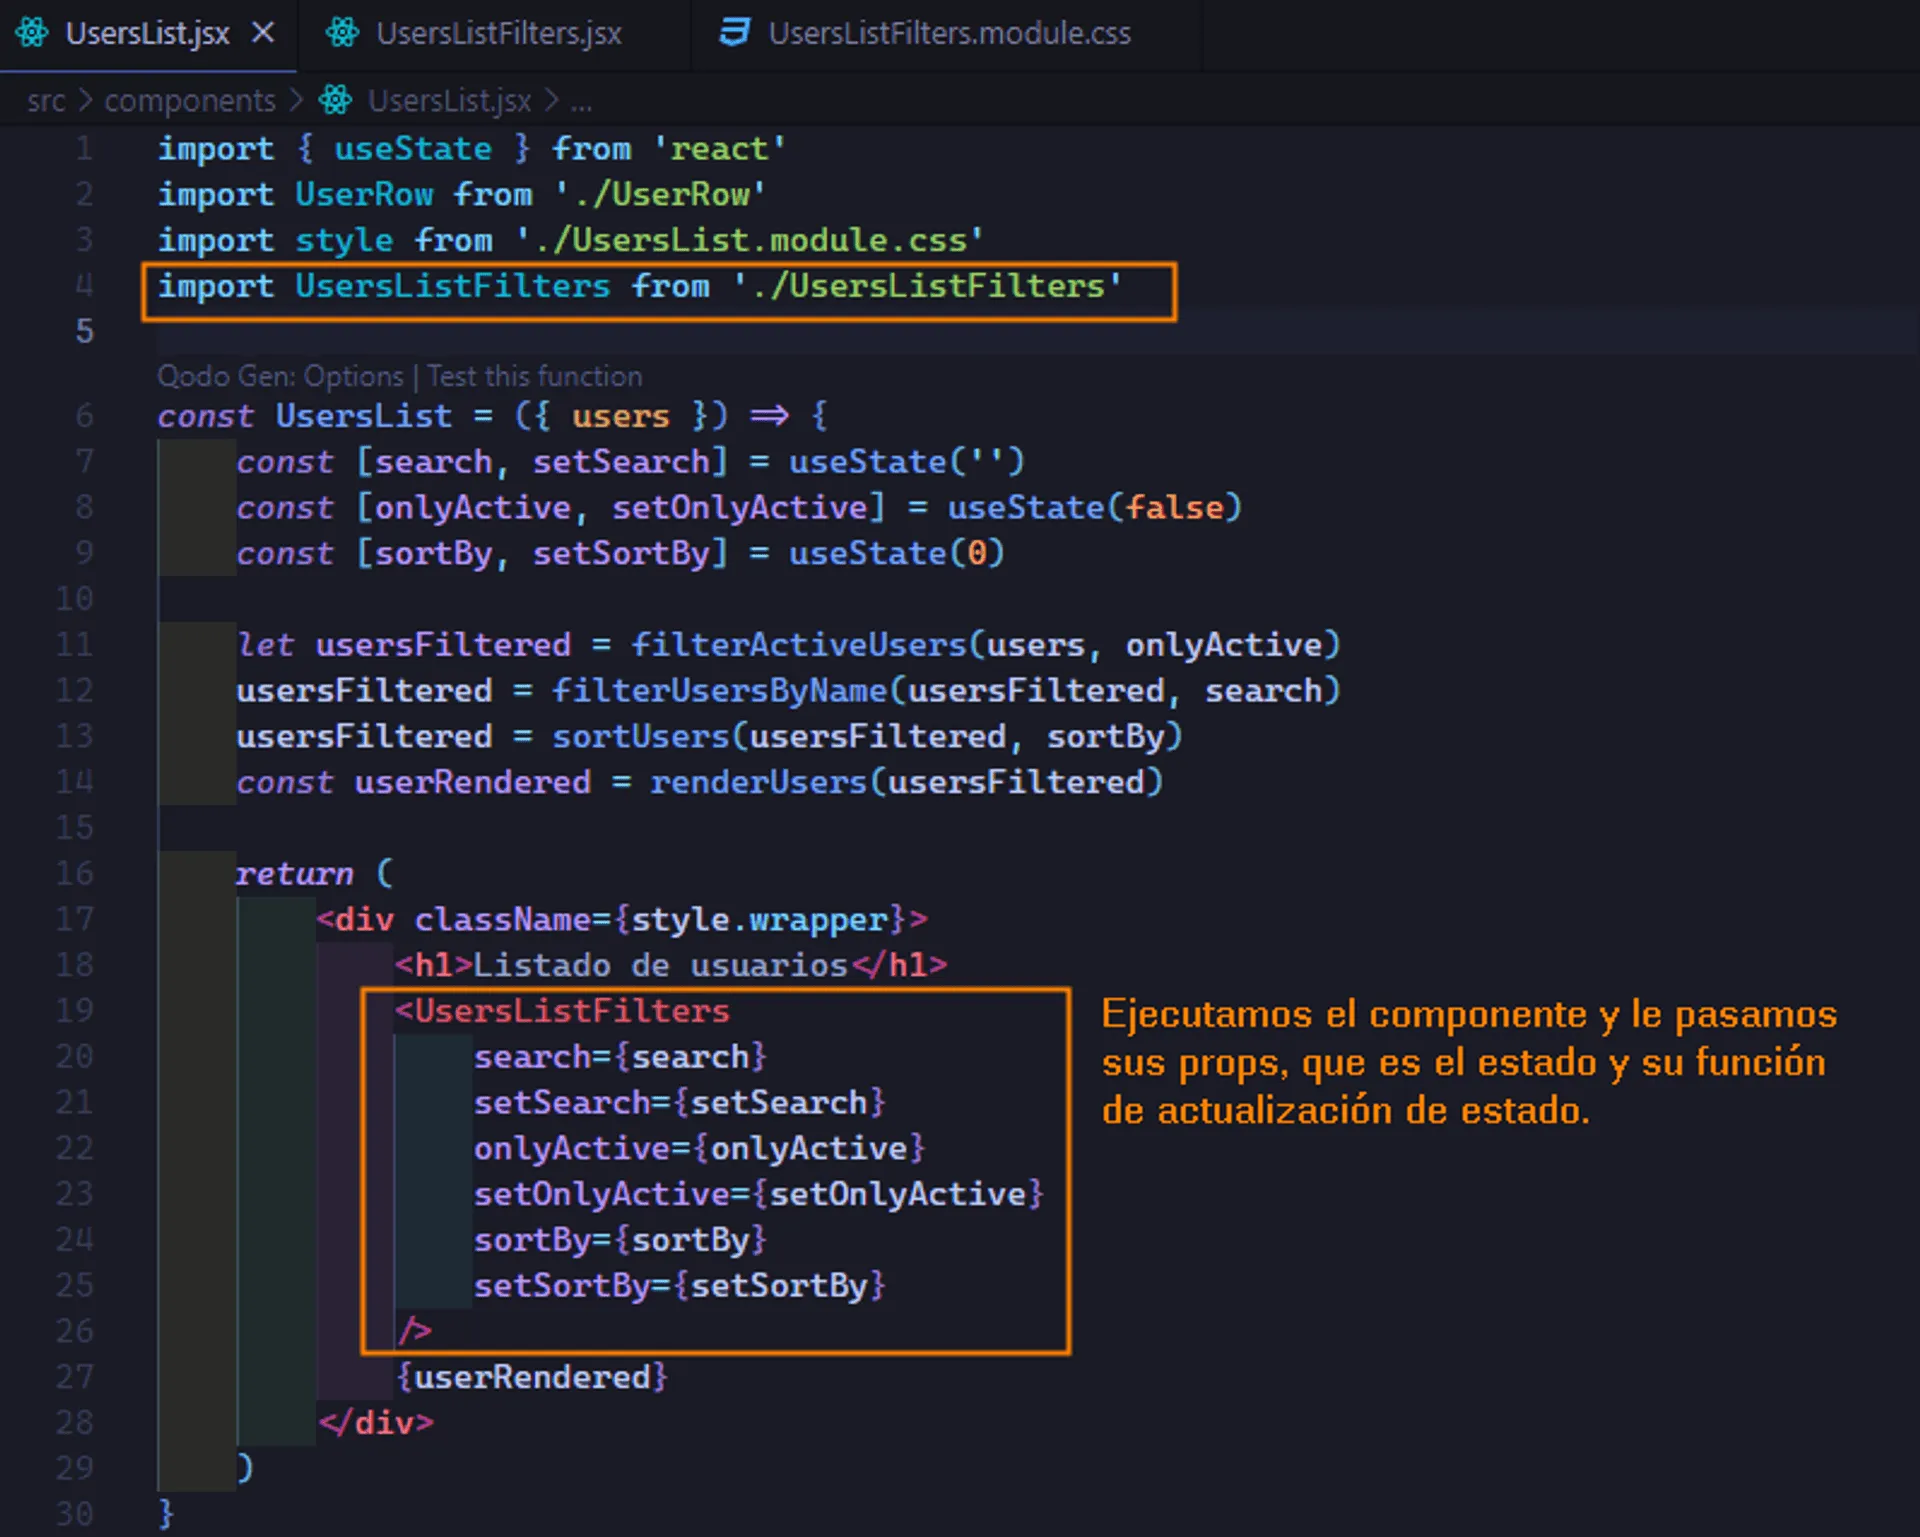 UsersList.jsx
UsersListFilters.jsx
UsersListFilters.module.css
src > components > UsersList.jsx > ...
1 import { useState } from 'react'
2 import UserRow from './UserRow'
3 import style from './UsersList.module.css'
4 import UsersListFilters from './UsersListFilters'
5
Qodo Gen: Options | Test this function
6 const UsersList = ({ users }) => {
7 const [search, setSearch] = useState('')
8 const [onlyActive, setOnlyActive] = useState(false)
9 const [sortBy, setSortBy] = useState(0)
10
11 let usersFiltered = filterActiveUsers(users, onlyActive)
12 usersFiltered = filterUsersByName(usersFiltered, search)
13 usersFiltered = sortUsers(usersFiltered, sortBy)
14 const userRendered = renderUsers(usersFiltered)
15
16 return (
17 <div className={style.wrapper}>
18 <h1>Listado de usuarios</h1>
19 <UsersListFilters
20 search={search}
21 setSearch={setSearch}
22 onlyActive={onlyActive}
23 setOnlyActive={setOnlyActive}
24 sortBy={sortBy}
25 setSortBy={setSortBy}
26 />
27 {userRendered}
28 </div>
29 )
30 }
Ejecutamos el componente y le pasamos
sus props, que es el estado y su función
de actualización de estado.